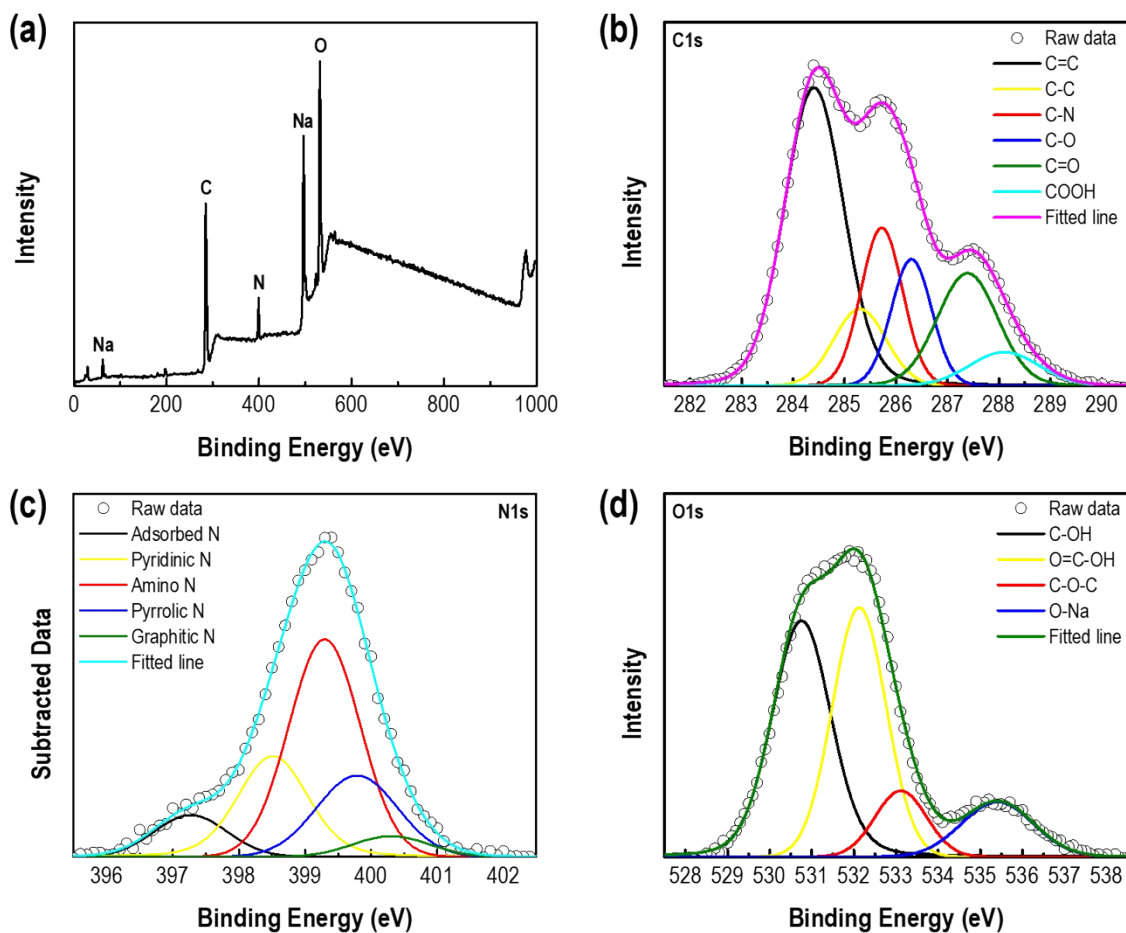 (a)
O
Na
C
N
Na
Intensity
0 200 400 600 800 1000
Binding Energy (eV)
(b)
C1s
Raw data
C=C
C-C
C-N
C-O
C=O
COOH
Fitted line
Intensity
282 283 284 285 286 287 288 289 290
Binding Energy (eV)
(c)
N1s
Raw data
Adsorbed N
Pyridinic N
Amino N
Pyrrolic N
Graphitic N
Fitted line
Subtracted Data
396 397 398 399 400 401 402
Binding Energy (eV)
(d)
O1s
Raw data
C-OH
O=C-OH
C-O-C
O-Na
Fitted line
Intensity
528 529 530 531 532 533 534 535 536 537 538
Binding Energy (eV)